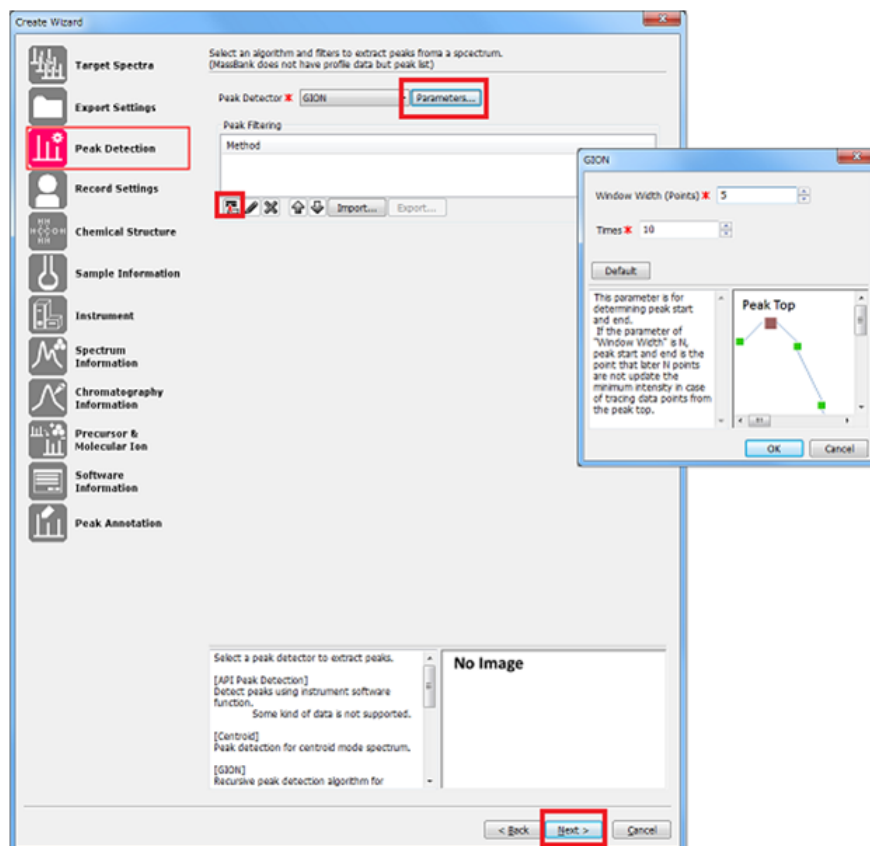 Create Wizard
Target Spectra
Export Settings
Peak Detection
Record Settings
Chemical Structure
Sample Information
Instrument
Spectrum
Information
Chromatography
Information
Precursor &
Molecular Ion
Software
Information
Peak Annotation
Select an algorithm and filters to extract peaks froma a spcectrum.
(MassBank does not have profile data but peak list)
Peak Detector ✖ GION
Parameters...
Peak Filtering
Method
Import...
Export...
GION
Window Width (Points) ✖ 5
Times ✖ 10
Default
This parameter is for
determining peak start
and end.
If the parameter of
"Window Width" is N,
peak start and end is the
point that later N points
are not update the
minimum intensity in case
of tracing data points from
the peak top.
Peak Top
OK
Cancel
Select a peak detector to extract peaks.
[API Peak Detection]
Detect peaks using instrument software
function.
Some kind of data is not supported.
[Centroid]
Peak detection for centroid mode spectrum.
[GION]
Recursive peak detection algorithm for
No Image
< Back
Next >
Cancel